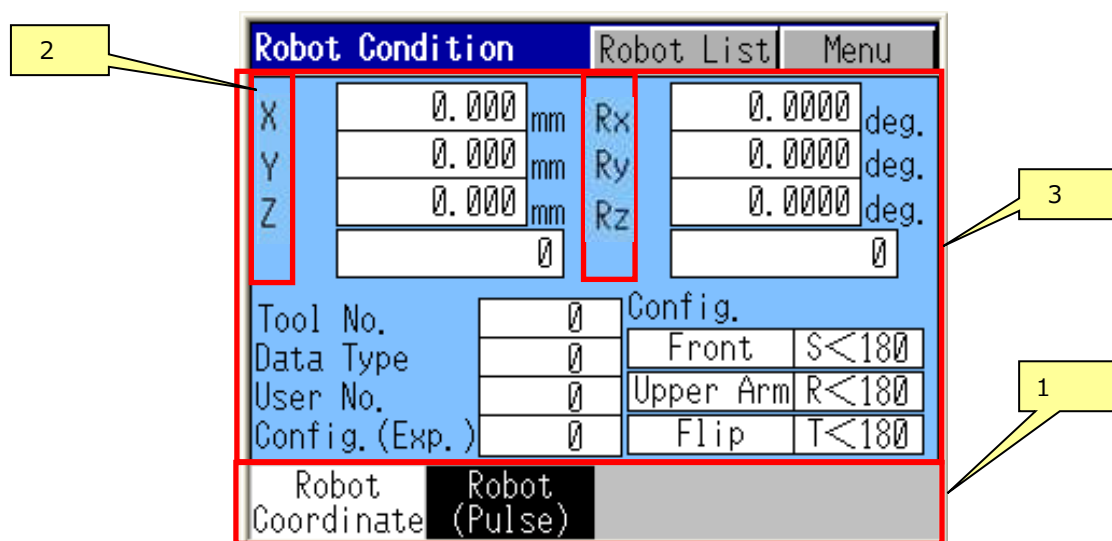 2
Robot Condition Robot List Menu
X 0.000 mm Rx 0.0000 deg.
Y 0.000 mm Ry 0.0000 deg.
Z 0.000 mm Rz 0.0000 deg.
0 0
3
Tool No. 0 Config.
Data Type 0 Front S<180
User No. 0 Upper Arm R<180
Config.(Exp.) 0 Flip T<180
1
Robot Robot
Coordinate (Pulse)